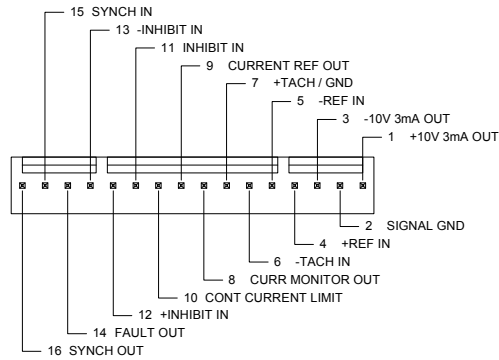 15 SYNCH IN
13 -INHIBIT IN
11 INHIBIT IN
9 CURRENT REF OUT
7 +TACH / GND
5 -REF IN
3 -10V 3mA OUT
1 +10V 3mA OUT
2 SIGNAL GND
4 +REF IN
6 -TACH IN
8 CURR MONITOR OUT
10 CONT CURRENT LIMIT
12 +INHIBIT IN
14 FAULT OUT
16 SYNCH OUT